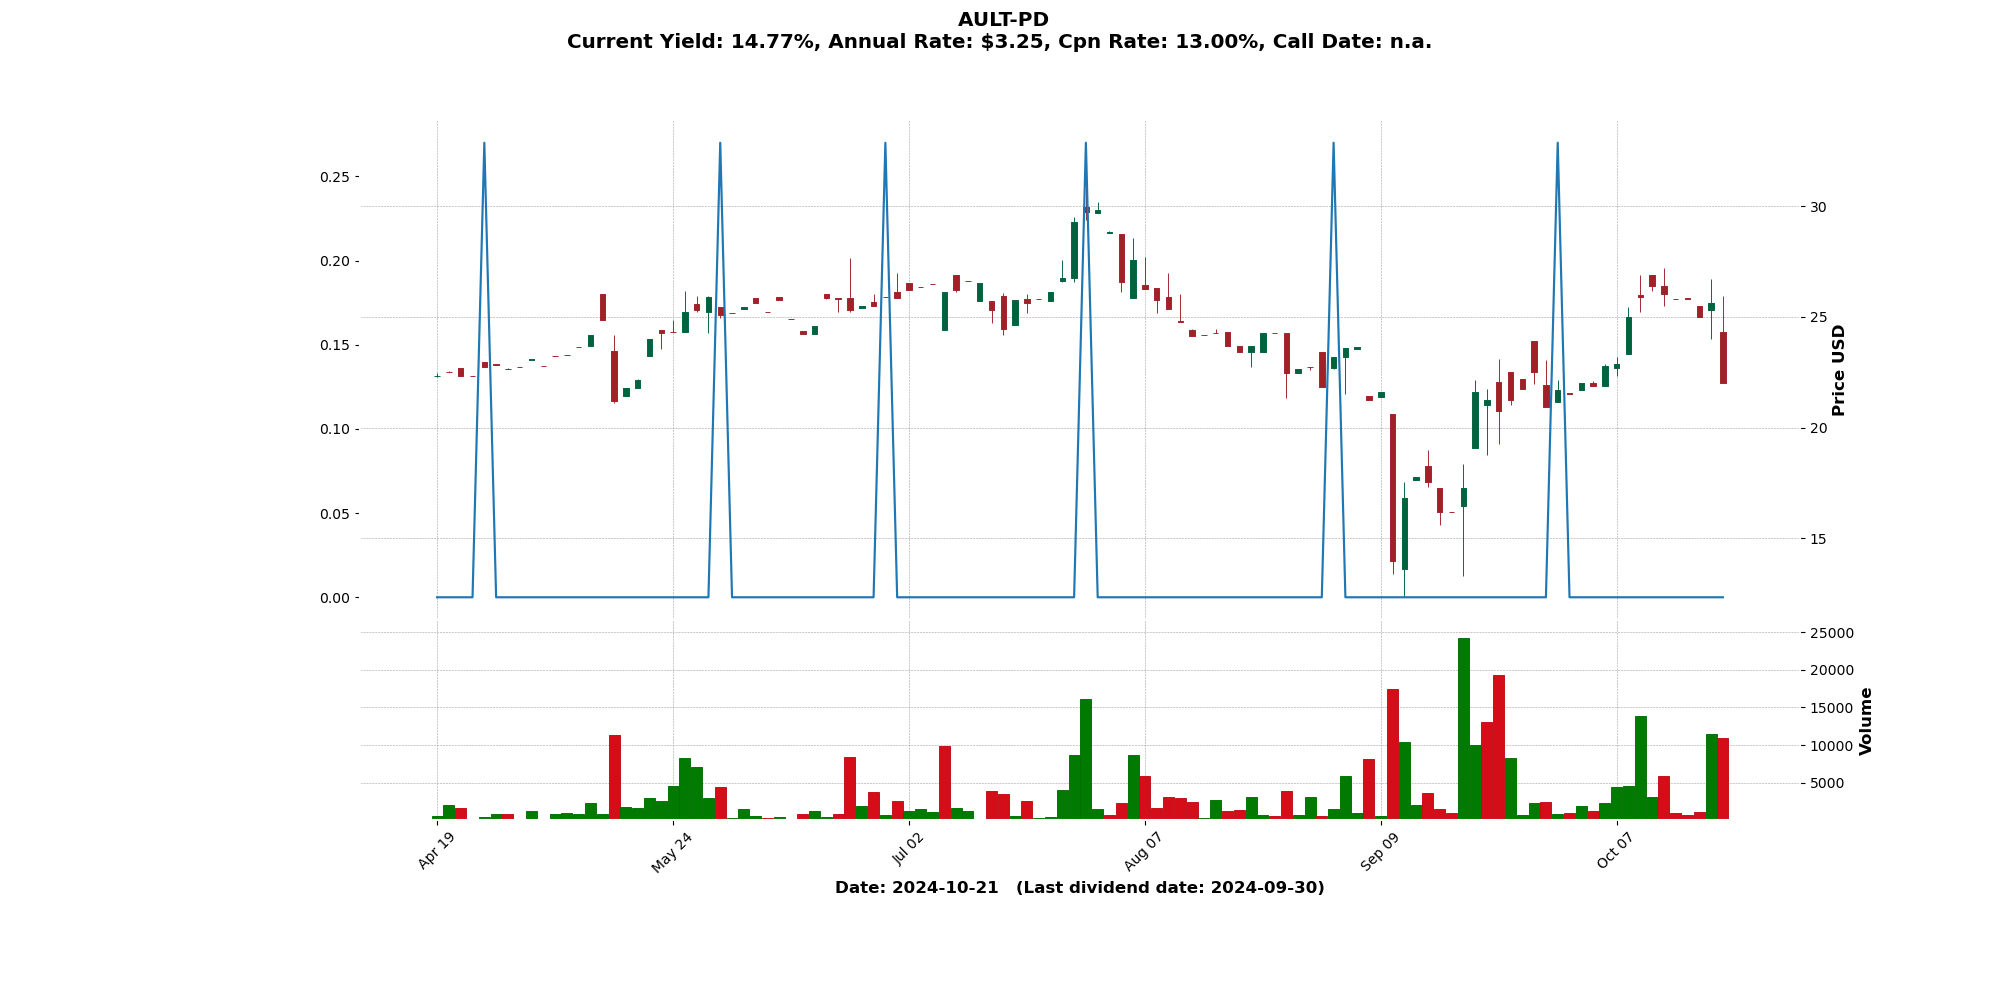 AULT-PD
Current Yield: 14.77%, Annual Rate: $3.25, Cpn Rate: 13.00%, Call Date: n.a.
0.25
0.20
0.15
0.10
0.05
0.00
30
25
20
15
Price USD
25000
20000
15000
10000
5000
Volume
Apr 19
May 24
Jul 02
Aug 07
Sep 09
Oct 07
Date: 2024-10-21   (Last dividend date: 2024-09-30)